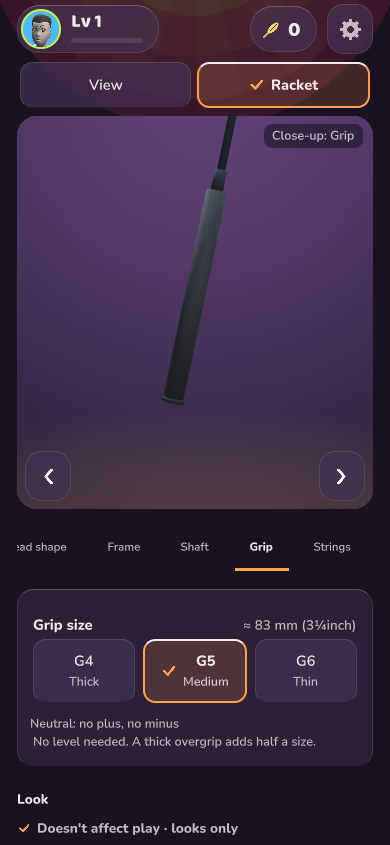 Lv 1
0
View
Racket
Close-up: Grip
ead shape
Frame
Shaft
Grip
Strings
Grip size
≈ 83 mm (3¼inch)
G4
Thick
G5
Medium
G6
Thin
Neutral: no plus, no minus
No level needed. A thick overgrip adds half a size.
Look
Doesn't affect play · looks only